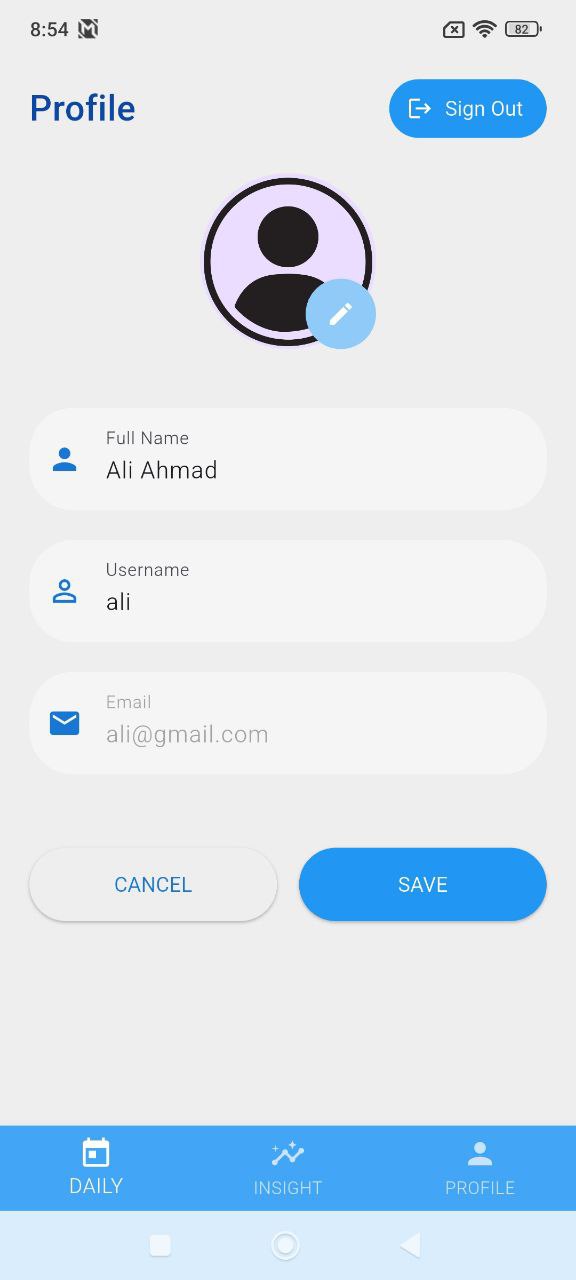 8:54
82
Profile
Sign Out
Full Name
Ali Ahmad
Username
ali
Email
ali@gmail.com
CANCEL
SAVE
DAILY
INSIGHT
PROFILE